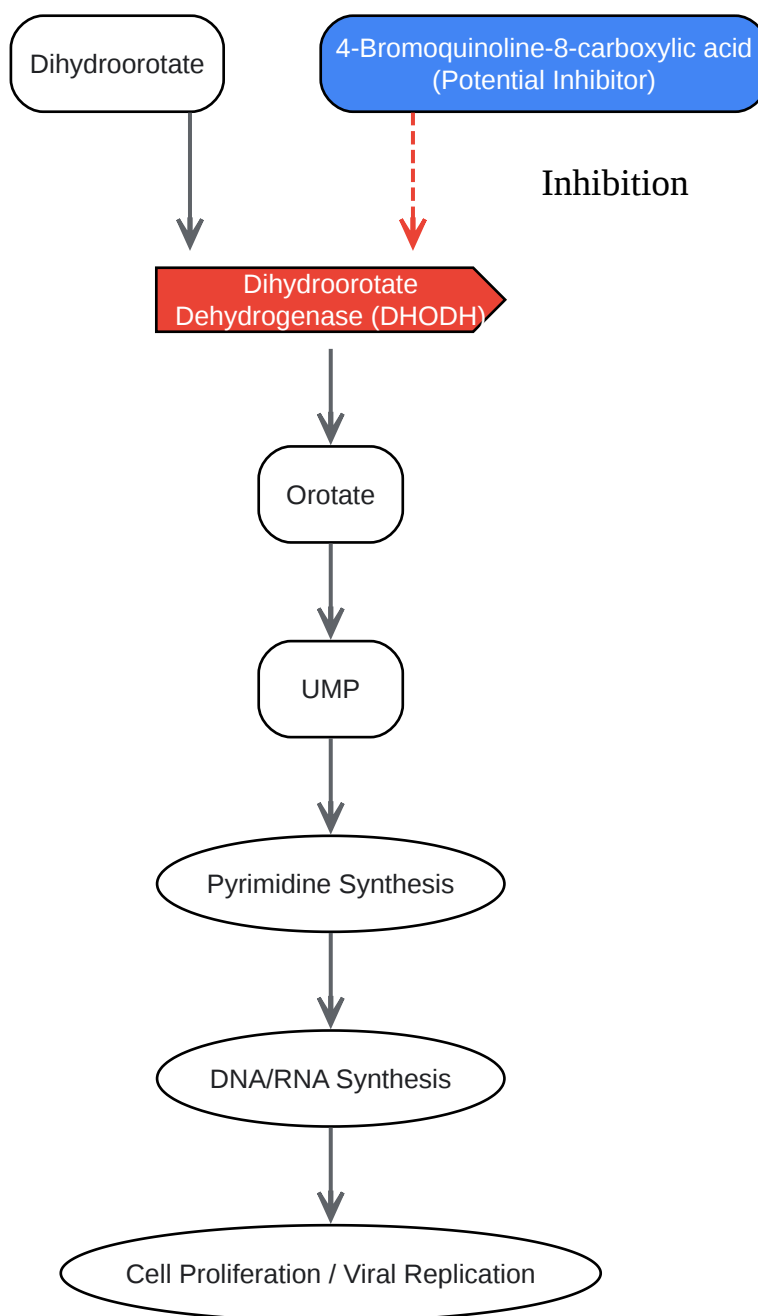 Dihydroorotate
4-Bromoquinoline-8-carboxylic acid
(Potential Inhibitor)
Inhibition
Dihydroorotate
Dehydrogenase (DHODH)
Orotate
UMP
Pyrimidine Synthesis
DNA/RNA Synthesis
Cell Proliferation / Viral Replication